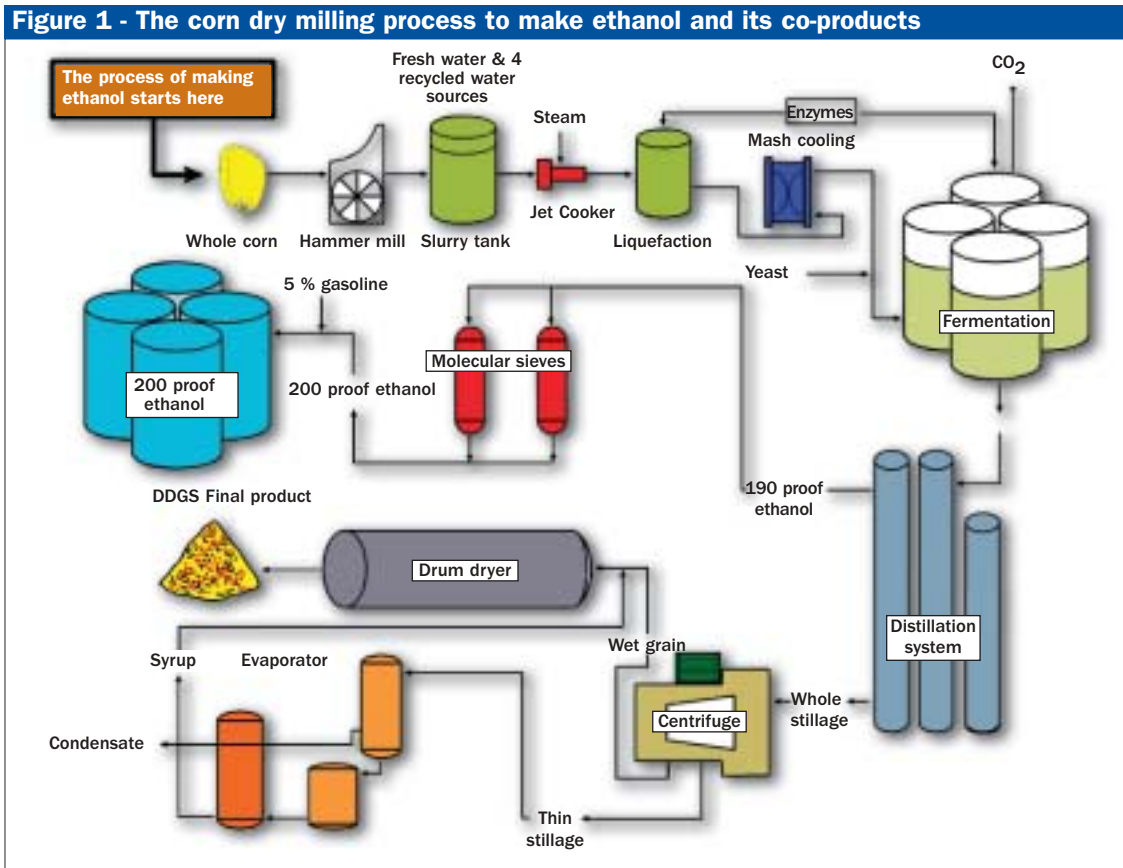 Figure 1 - The corn dry milling process to make ethanol and its co-products
The process of making
ethanol starts here
Fresh water & 4
recycled water
sources
Steam
Enzymes
Mash cooling
CO2
Whole corn
Hammer mill
Slurry tank
Jet Cooker
Liquefaction
Yeast
Fermentation
5 % gasoline
Molecular sieves
200 proof
ethanol
200 proof ethanol
190 proof
ethanol
DDGS Final product
Drum dryer
Distillation
system
Wet grain
Syrup
Evaporator
Whole
stillage
Centrifuge
Condensate
Thin
stillage